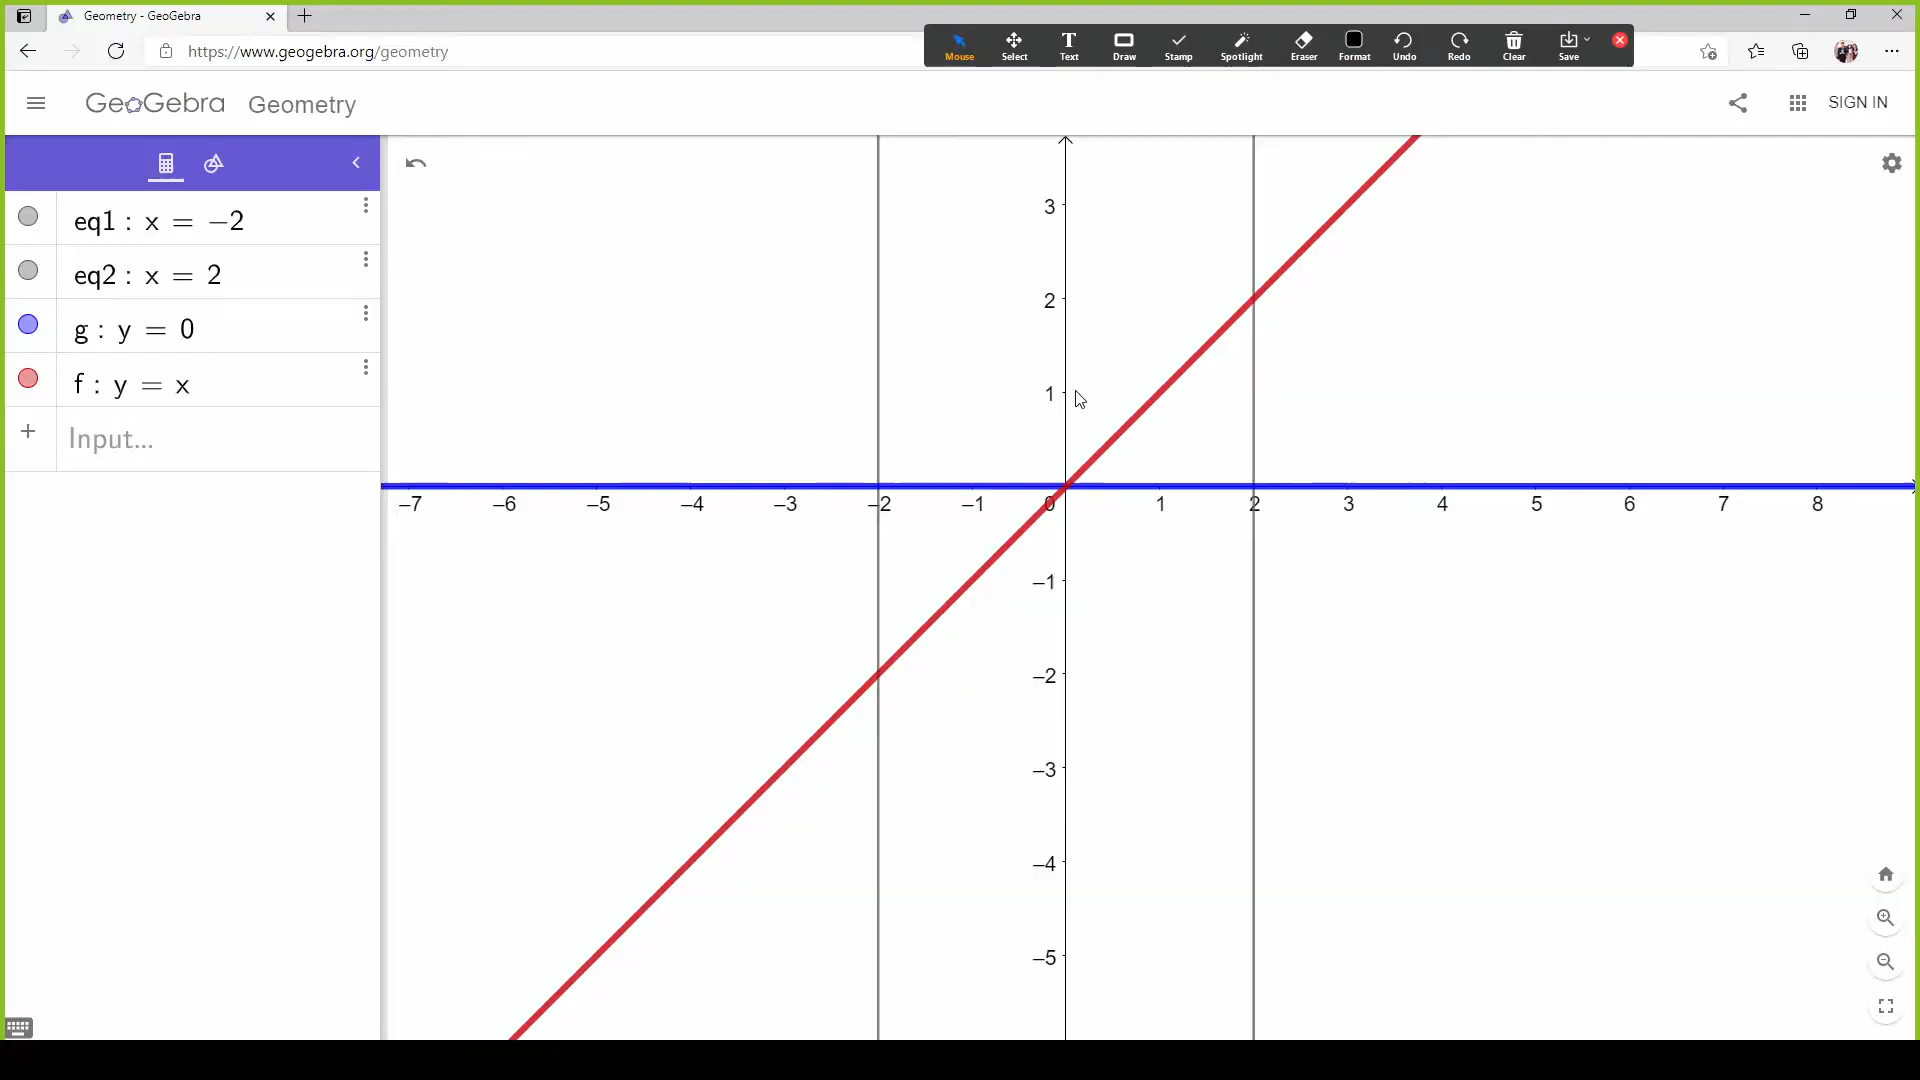 Geometry - GeoGebra
https://www.geogebra.org/geometry
Mouse Select Text Draw Stamp Spotlight Eraser Format Undo Redo Clear Save
GeoGebra Geometry SIGN IN
eq1 : x = −2
eq2 : x = 2
g : y = 0
f : y = x
Input...
3
2
1
–7 –6 –5 –4 –3 –2 –1 0 1 2 3 4 5 6 7 8
–1
–2
–3
–4
–5